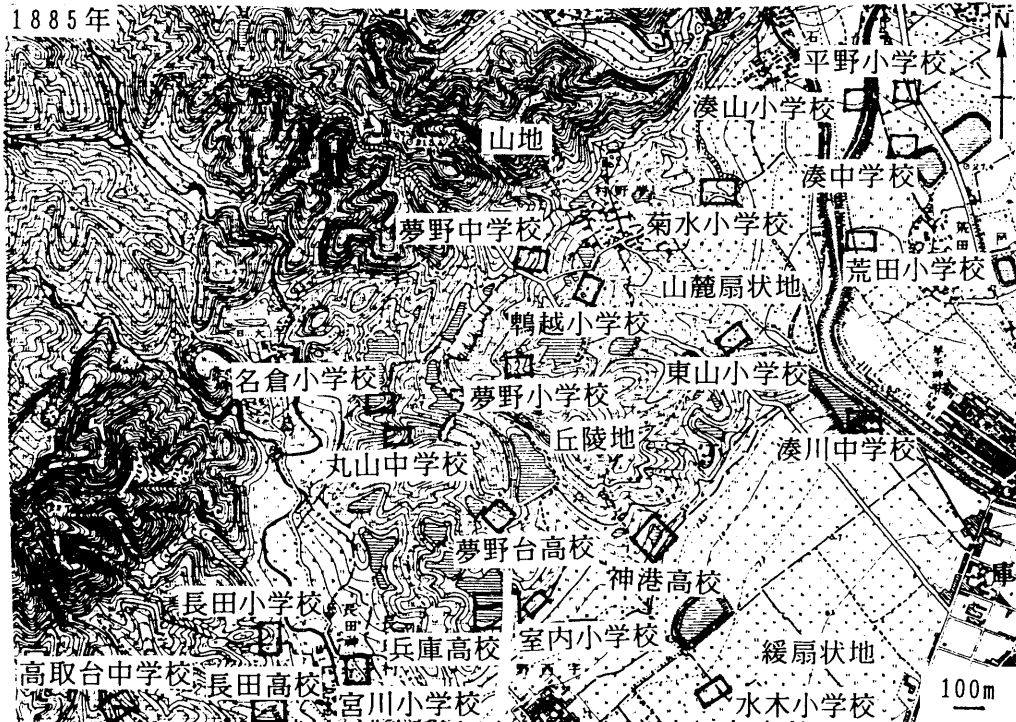 1885年
N
平野小学校
湊山小学校
山地
湊中学校
夢野中学校
菊水小学校
荒田小学校
山麓扇状地
鵯越小学校
名倉小学校
夢野小学校
東山小学校
丘陵地
丸山中学校
湊川中学校
夢野台高校
神港高校
庫
長田小学校
兵庫高校
室内小学校
緩扇状地
高取台中学校
長田高校
宮川小学校
水木小学校
100m